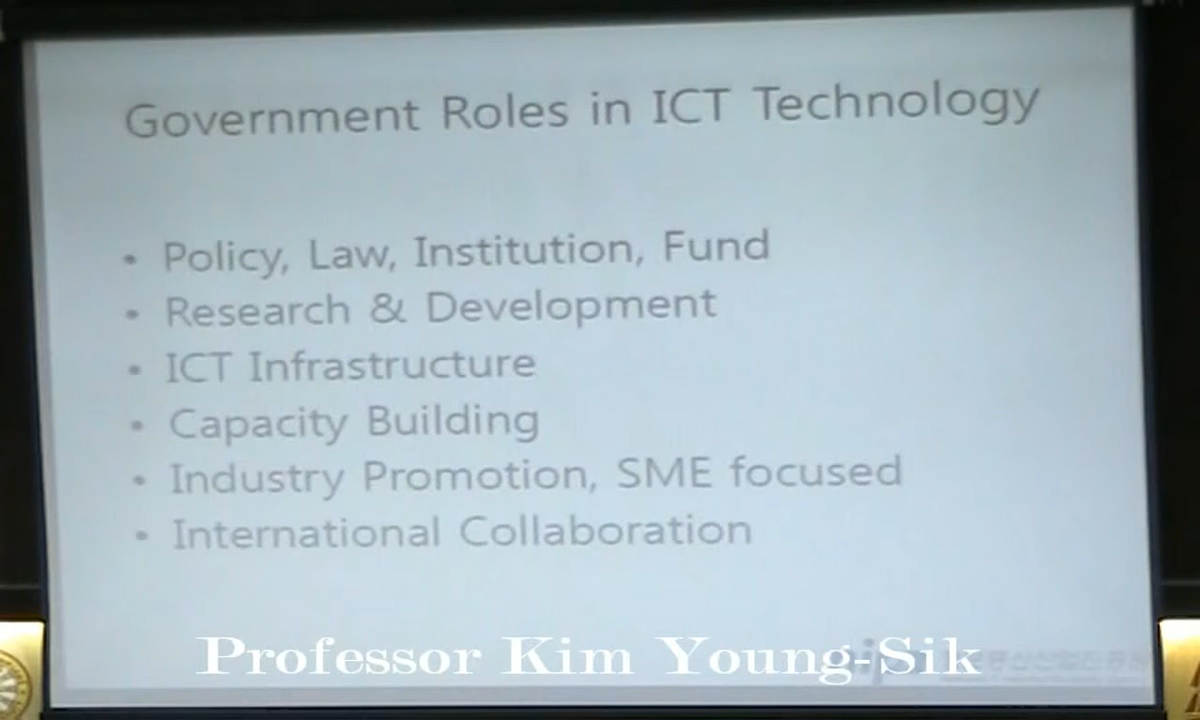 Government Roles in ICT Technology
• Policy, Law, Institution, Fund
• Research & Development
• ICT Infrastructure
• Capacity Building
• Industry Promotion, SME focused
• International Collaboration
Professor Kim Young-Sik